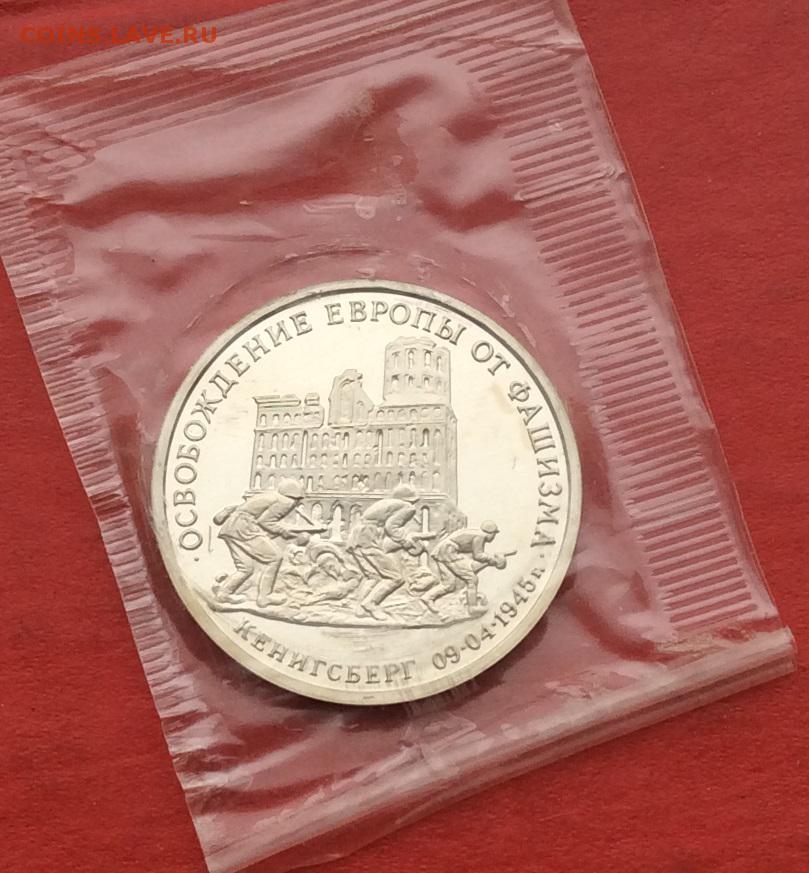 COINS.LAVE.RU
·ОСВОБОЖДЕНИЕ ЕВРОПЫ ОТ ФАШИЗМА·
КЕНИГСБЕРГ 09·04·1945г.